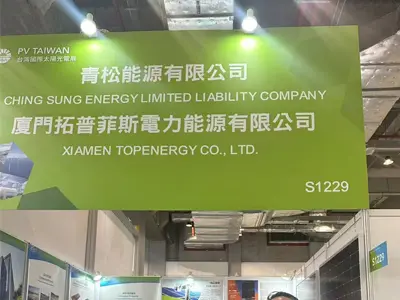 PV TAIWAN
台灣國際太陽光電展
青松能源有限公司
CHING SUNG ENERGY LIMITED LIABILITY COMPANY
廈門拓普菲斯電力能源有限公司
XIAMEN TOPENERGY CO., LTD.
S1229
S1229